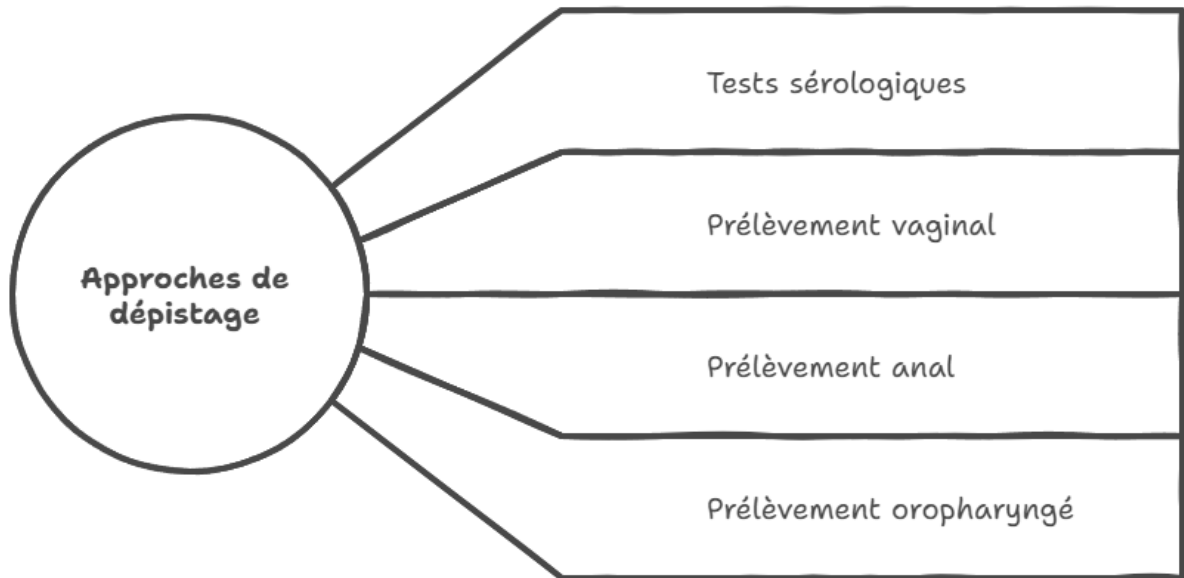 Approches de
dépistage
Tests sérologiques
Prélèvement vaginal
Prélèvement anal
Prélèvement oropharyngé